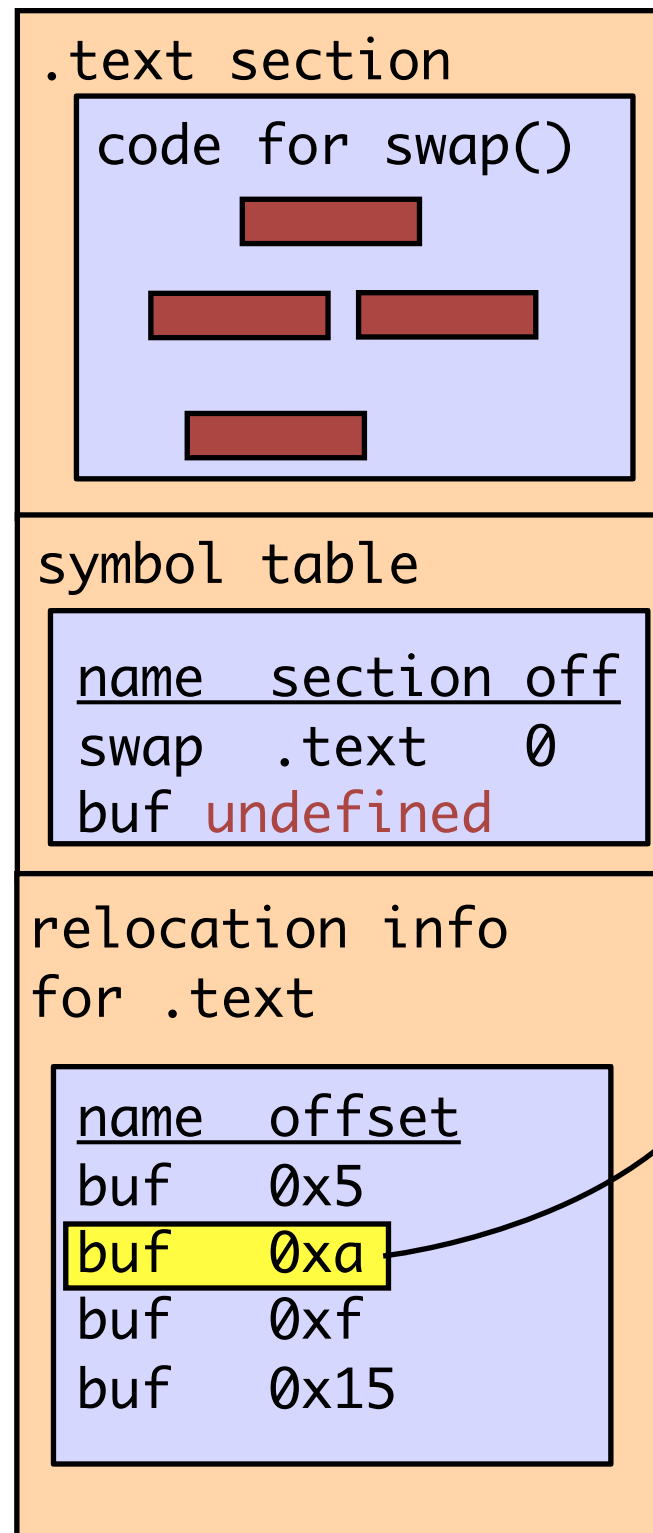 .text section
code for swap()
symbol table
name section off
swap .text 0
buf undefined
relocation info
for .text
name offset
buf 0x5
buf 0xa
buf 0xf
buf 0x15